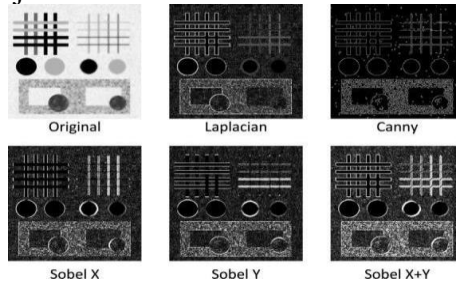 Original
Laplacian
Canny
Sobel X
Sobel Y
Sobel X+Y